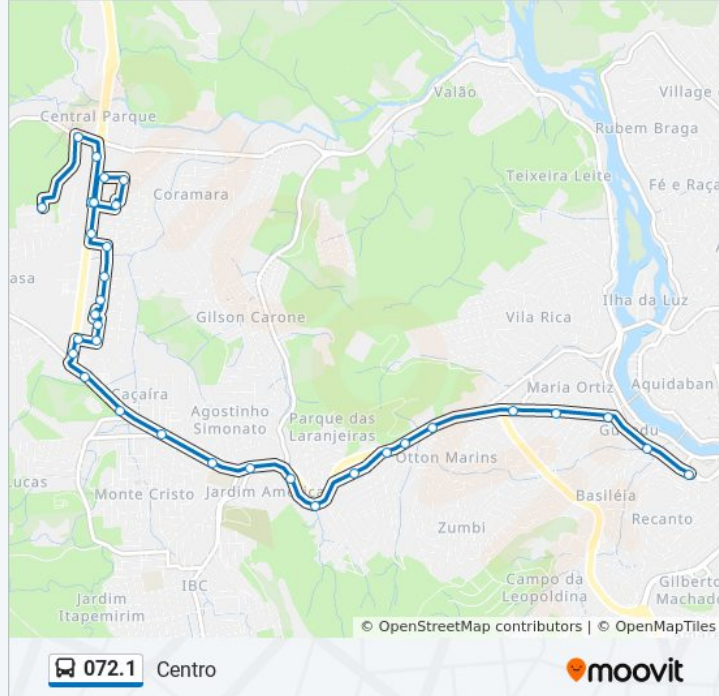 Valão
Village
Central Parque
Rubem Braga
Teixeira Leite
Fé e Raça
Coramara
asa
Ilha da Luz
Gilson Carone
Vila Rica
Maria Ortiz
Aquidaban
Caçaíra
Agostinho
Simonato
Parque das
Laranjeiras
Gu
du
Otton Marins
Lucas
Monte Cristo
Jardim América
Basiléia
Recanto
Zumbi
IBC
Campo da
Leopoldina
Gilberto
Machado
Jardim
Itapemirim
© OpenStreetMap contributors | © OpenMapTiles
072.1 Centro
moovit